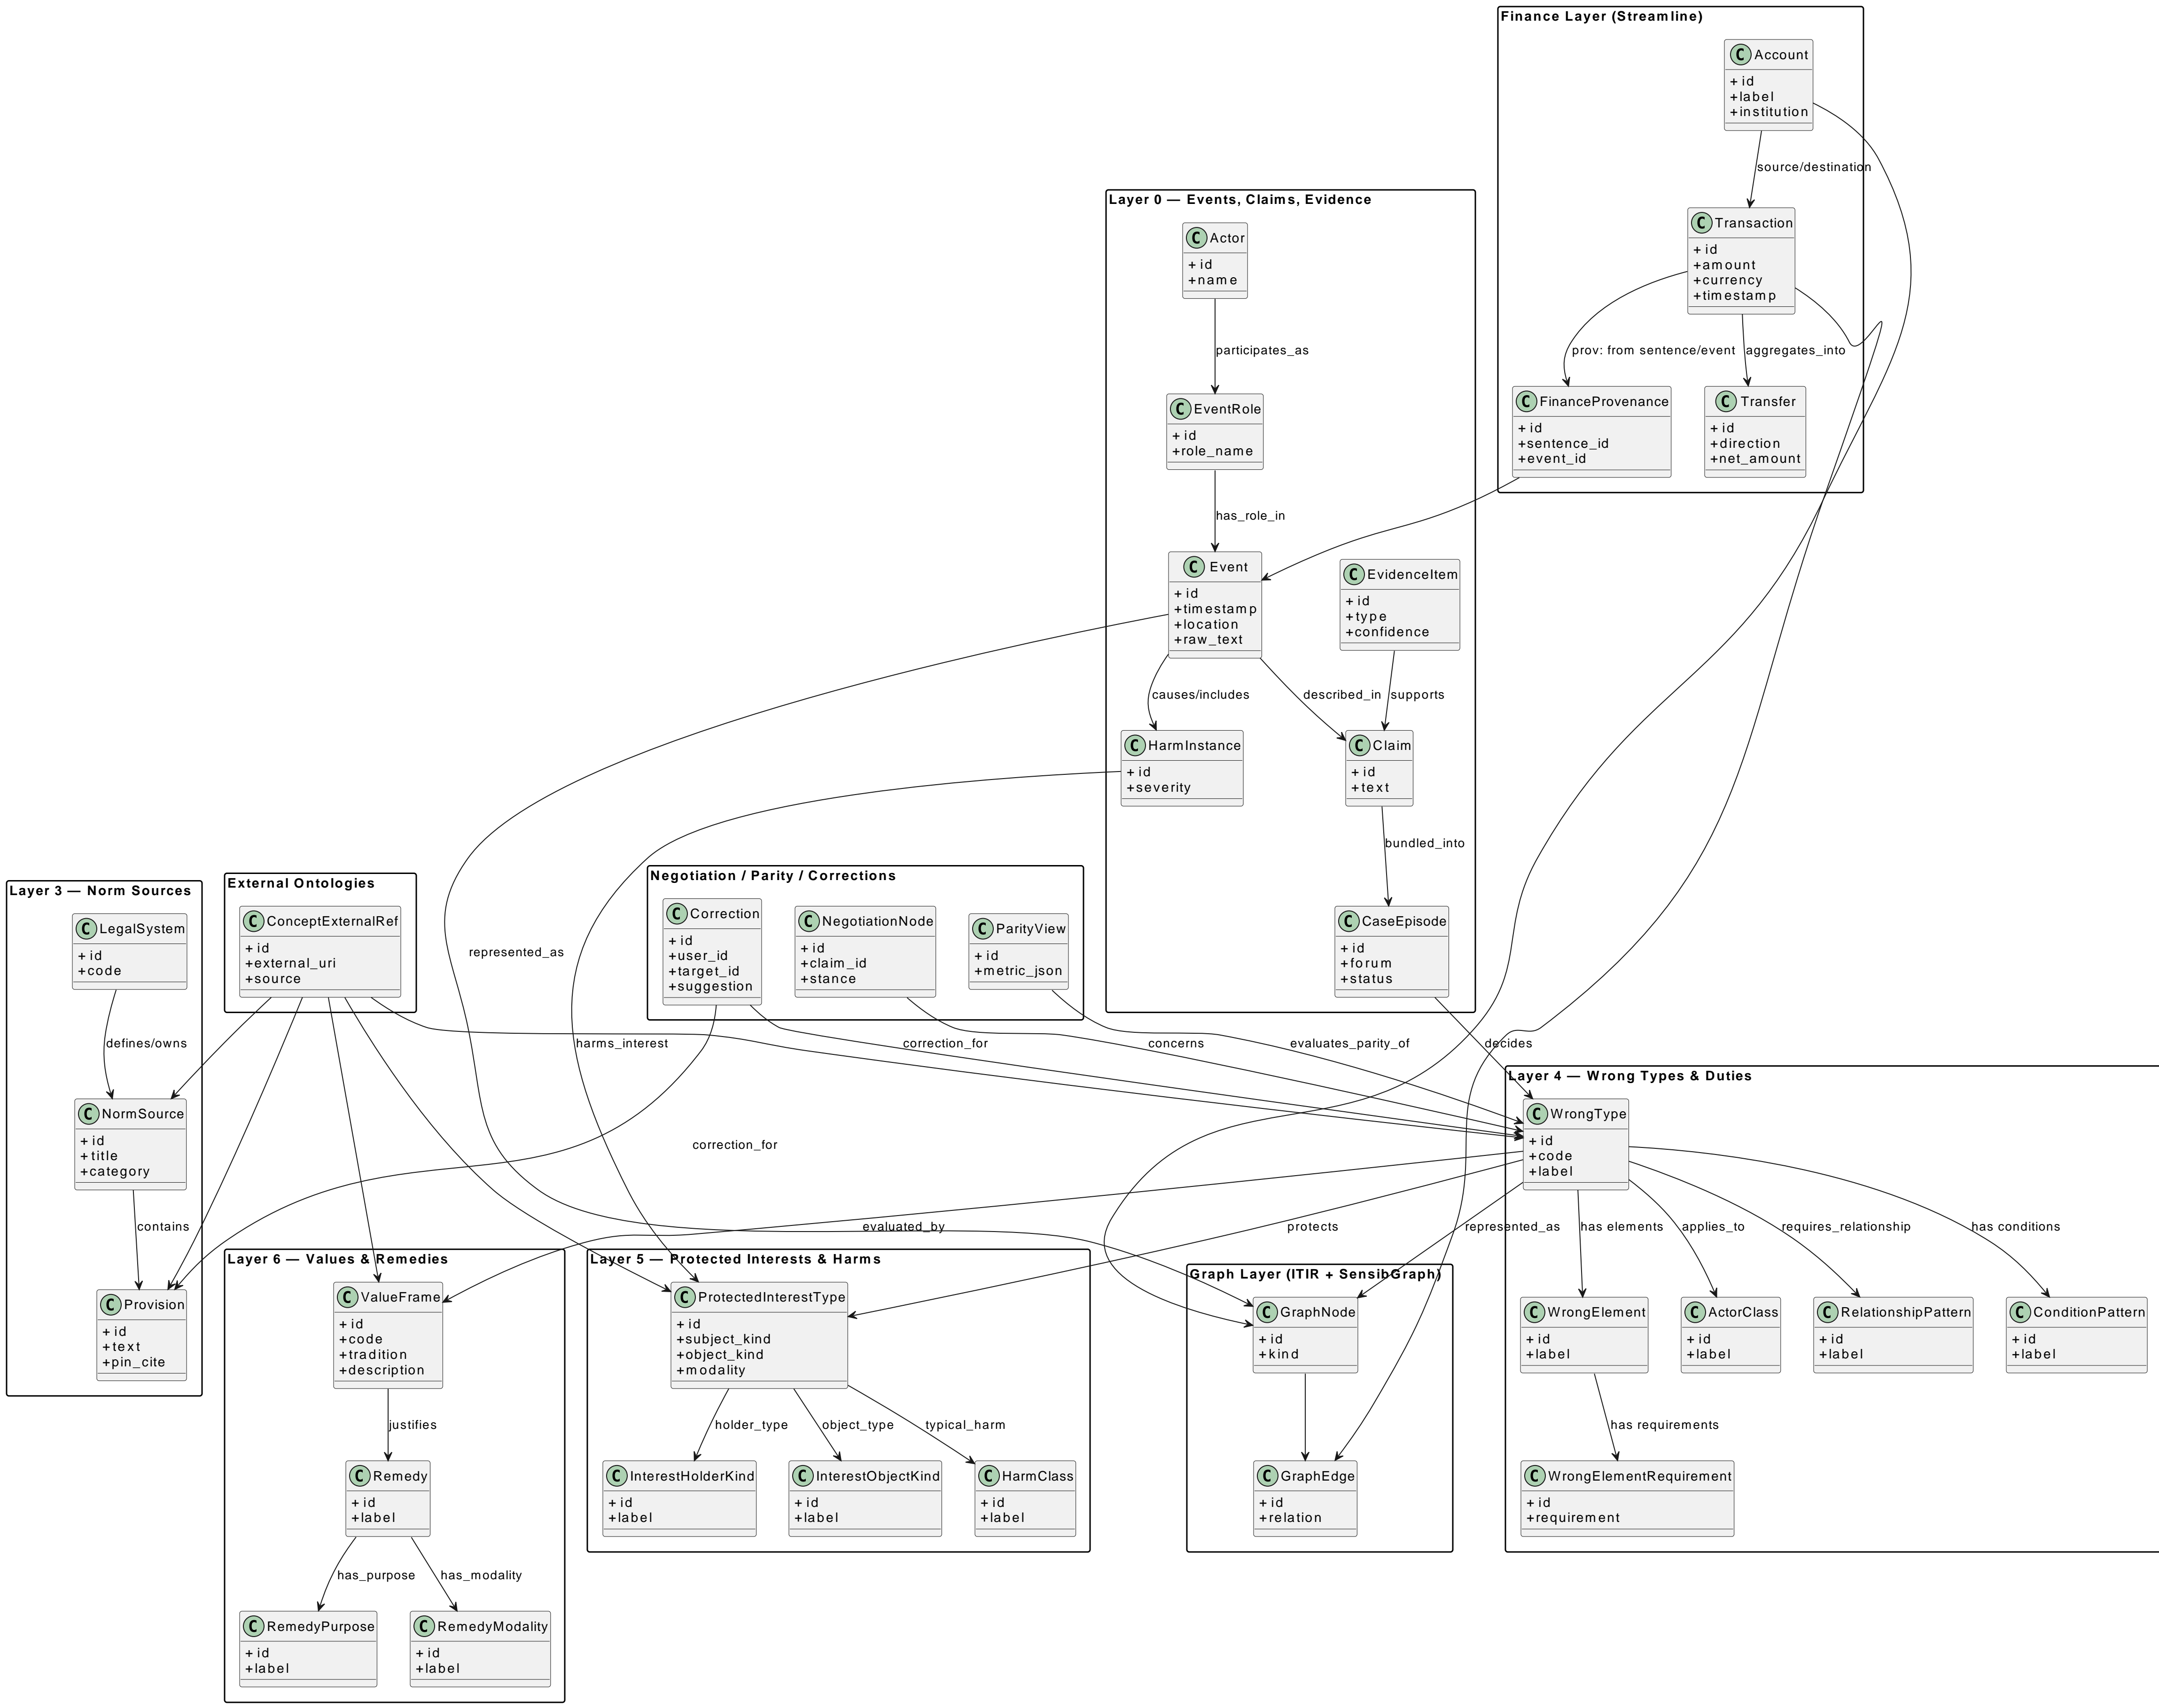 Finance Layer (Streamline)
C Account
+ id
+label
+institution
source/destination
C Transaction
+ id
+amount
+currency
+timestamp
prov: from sentence/event
aggregates_into
C FinanceProvenance
+ id
+sentence_id
+event_id
C Transfer
+ id
+direction
+net_amount
Layer 0 — Events, Claims, Evidence
C Actor
+ id
+name
participates_as
C EventRole
+ id
+role_name
has_role_in
C Event
+ id
+timestamp
+location
+raw_text
C EvidenceItem
+ id
+type
+confidence
causes/includes
described_in
supports
C HarmInstance
+ id
+severity
C Claim
+ id
+text
bundled_into
C CaseEpisode
+ id
+forum
+status
Layer 3 — Norm Sources
C LegalSystem
+ id
+code
defines/owns
C NormSource
+ id
+title
+category
contains
C Provision
+ id
+text
+pin_cite
External Ontologies
C ConceptExternalRef
+ id
+external_uri
+source
Negotiation / Parity / Corrections
C Correction
+ id
+user_id
+target_id
+suggestion
C NegotiationNode
+ id
+claim_id
+stance
C ParityView
+ id
+metric_json
represented_as
harms_interest
correction_for
concerns
evaluates_parity_of
decides
correction_for
Layer 4 — Wrong Types & Duties
C WrongType
+ id
+code
+label
evaluated_by
protects
represented_as
has elements
applies_to
requires_relationship
has conditions
C WrongElement
+ id
+label
C ActorClass
+ id
+label
C RelationshipPattern
+ id
+label
C ConditionPattern
+ id
+label
has requirements
C WrongElementRequirement
+ id
+requirement
Layer 6 — Values & Remedies
C ValueFrame
+ id
+code
+tradition
+description
justifies
C Remedy
+ id
+label
has_purpose
has_modality
C RemedyPurpose
+ id
+label
C RemedyModality
+ id
+label
Layer 5 — Protected Interests & Harms
C ProtectedInterestType
+ id
+subject_kind
+object_kind
+modality
holder_type
object_type
typical_harm
C InterestHolderKind
+ id
+label
C InterestObjectKind
+ id
+label
C HarmClass
+ id
+label
Graph Layer (ITIR + SensibGraph)
C GraphNode
+ id
+kind
C GraphEdge
+ id
+relation